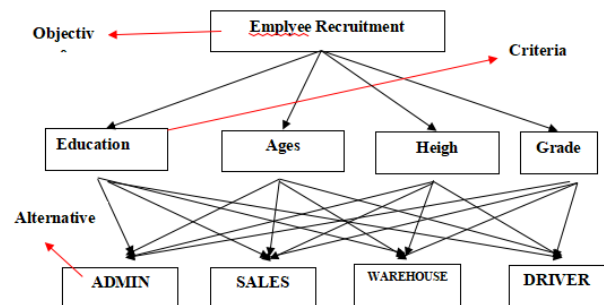 Emplyee Recruitment
Objectiv
Criteria
Education
Ages
Heigh
Grade
Alternative
ADMIN
SALES
WAREHOUSE
DRIVER